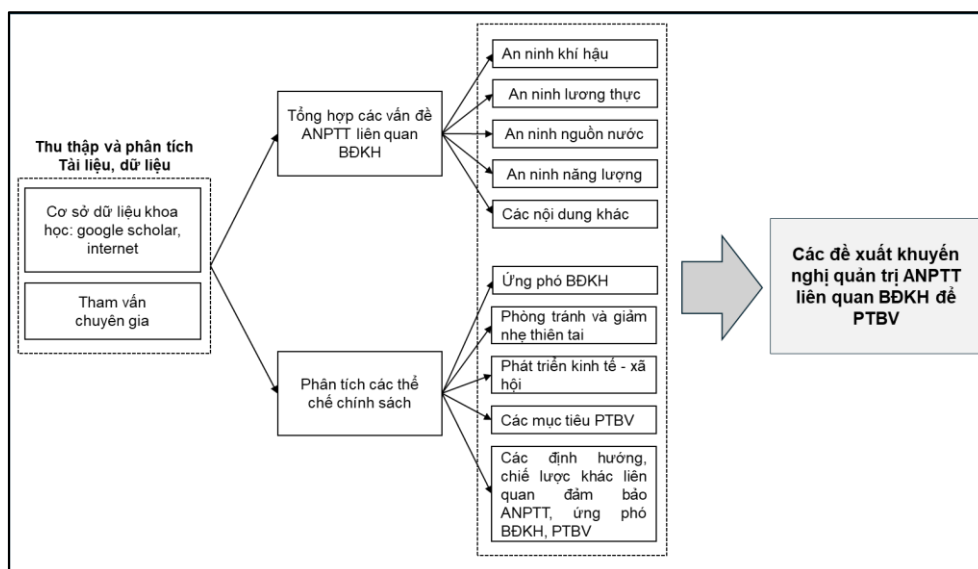 Thu thập và phân tích
Tài liệu, dữ liệu
Cơ sở dữ liệu khoa
học: google scholar,
internet
Tham vấn
chuyên gia
Tổng hợp các vấn đề
ANPTT liên quan
BĐKH
Phân tích các thể
chế chính sách
An ninh khí hậu
An ninh lương thực
An ninh nguồn nước
An ninh năng lượng
Các nội dung khác
Ứng phó BĐKH
Phòng tránh và giảm
nhẹ thiên tai
Phát triển kinh tế - xã
hội
Các mục tiêu PTBV
Các định hướng,
chiế lược khác liên
quan đảm bảo
ANPTT, ứng phó
BĐKH, PTBV
Các đề xuất khuyến
nghị quản trị ANPTT
liên quan BĐKH để
PTBV